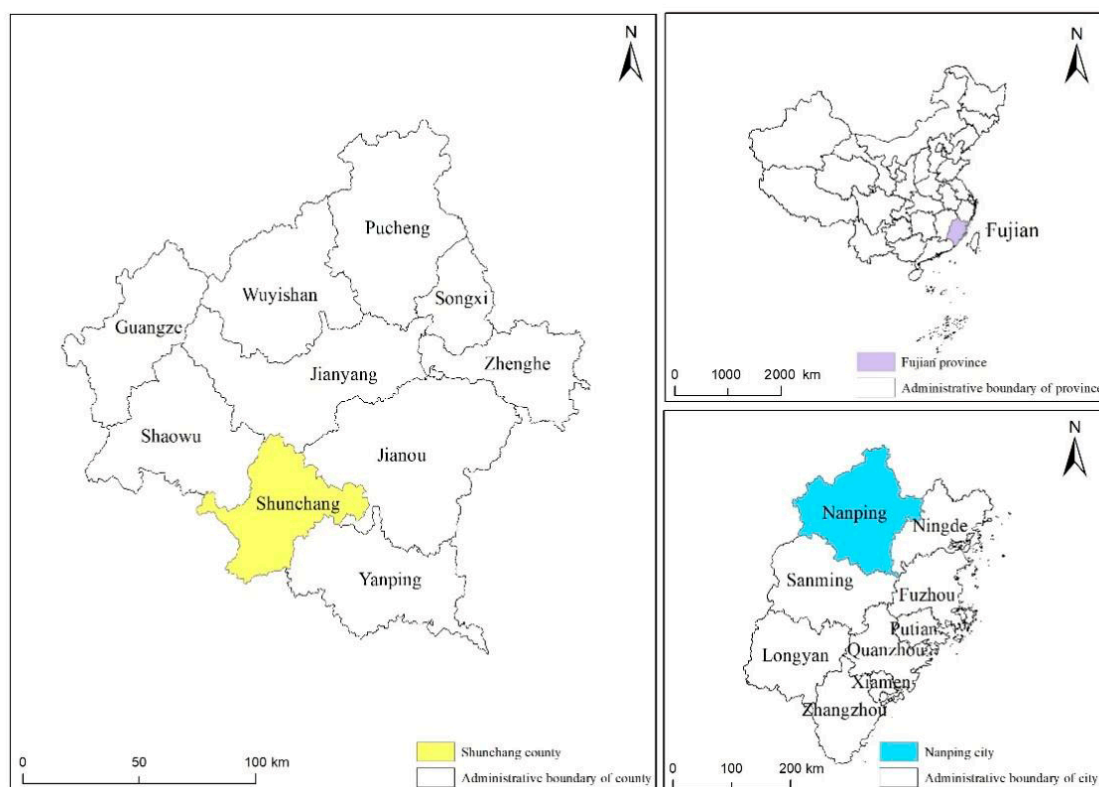 N
Pucheng
Wuyishan
Songxi
Guangze
Zhenghe
Jianyang
Shaowu
Jianou
Shunchang
Yanping
0 50 100 km
Shunchang county
Administrative boundary of county
N
Fujian
0 1000 2000 km
Fujian province
Administrative boundary of province
N
Nanping
Ningde
Sanming
Fuzhou
Putian
Quanzhou
Longyan
Xiamen
Zhangzhou
0 100 200 km
Nanping city
Administrative boundary of city